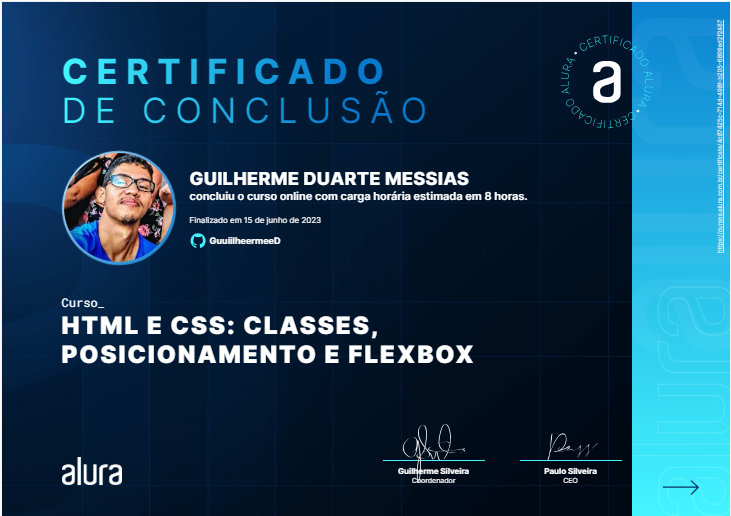 CERTIFICADO
DE CONCLUSÃO
CERTIFICADO ALURA • CERTIFICADO ALURA •
a
GUILHERME DUARTE MESSIAS
concluiu o curso online com carga horária estimada em 8 horas.
Finalizado em 15 de junho de 2023
GuuiilheermeeD
Curso_
HTML E CSS: CLASSES,
POSICIONAMENTO E FLEXBOX
alura
Guilherme Silveira
Coordenador
Paulo Silveira
CEO
alura